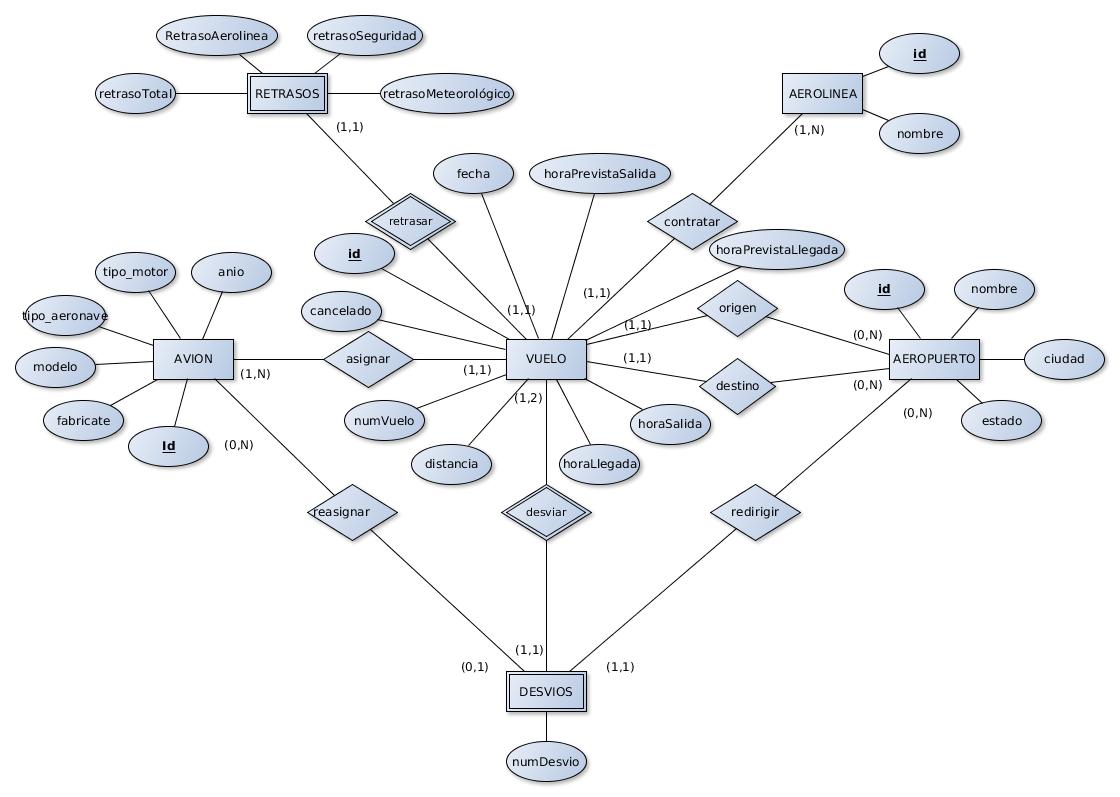 RetrasoAerolinea
retrasoSeguridad
id
retrasoTotal
RETRASOS
retrasoMeteorológico
AEROLINEA
(1,1)
(1,N)
nombre
fecha
horaPrevistaSalida
retrasar
contratar
id
horaPrevistaLlegada
tipo_motor
anio
id
nombre
(1,1)
cancelado
(1,1)
origen
tipo_aeronave
(1,1)
(0,N)
AVION
asignar
VUELO
(1,1)
AEROPUERTO
ciudad
modelo
(1,N)
(1,1)
destino
(0,N)
(1,2)
fabricate
numVuelo
horaSalida
(0,N)
estado
Id
(0,N)
distancia
horaLlegada
reasignar
desviar
redirigir
(1,1)
(0,1)
(1,1)
DESVIOS
numDesvio